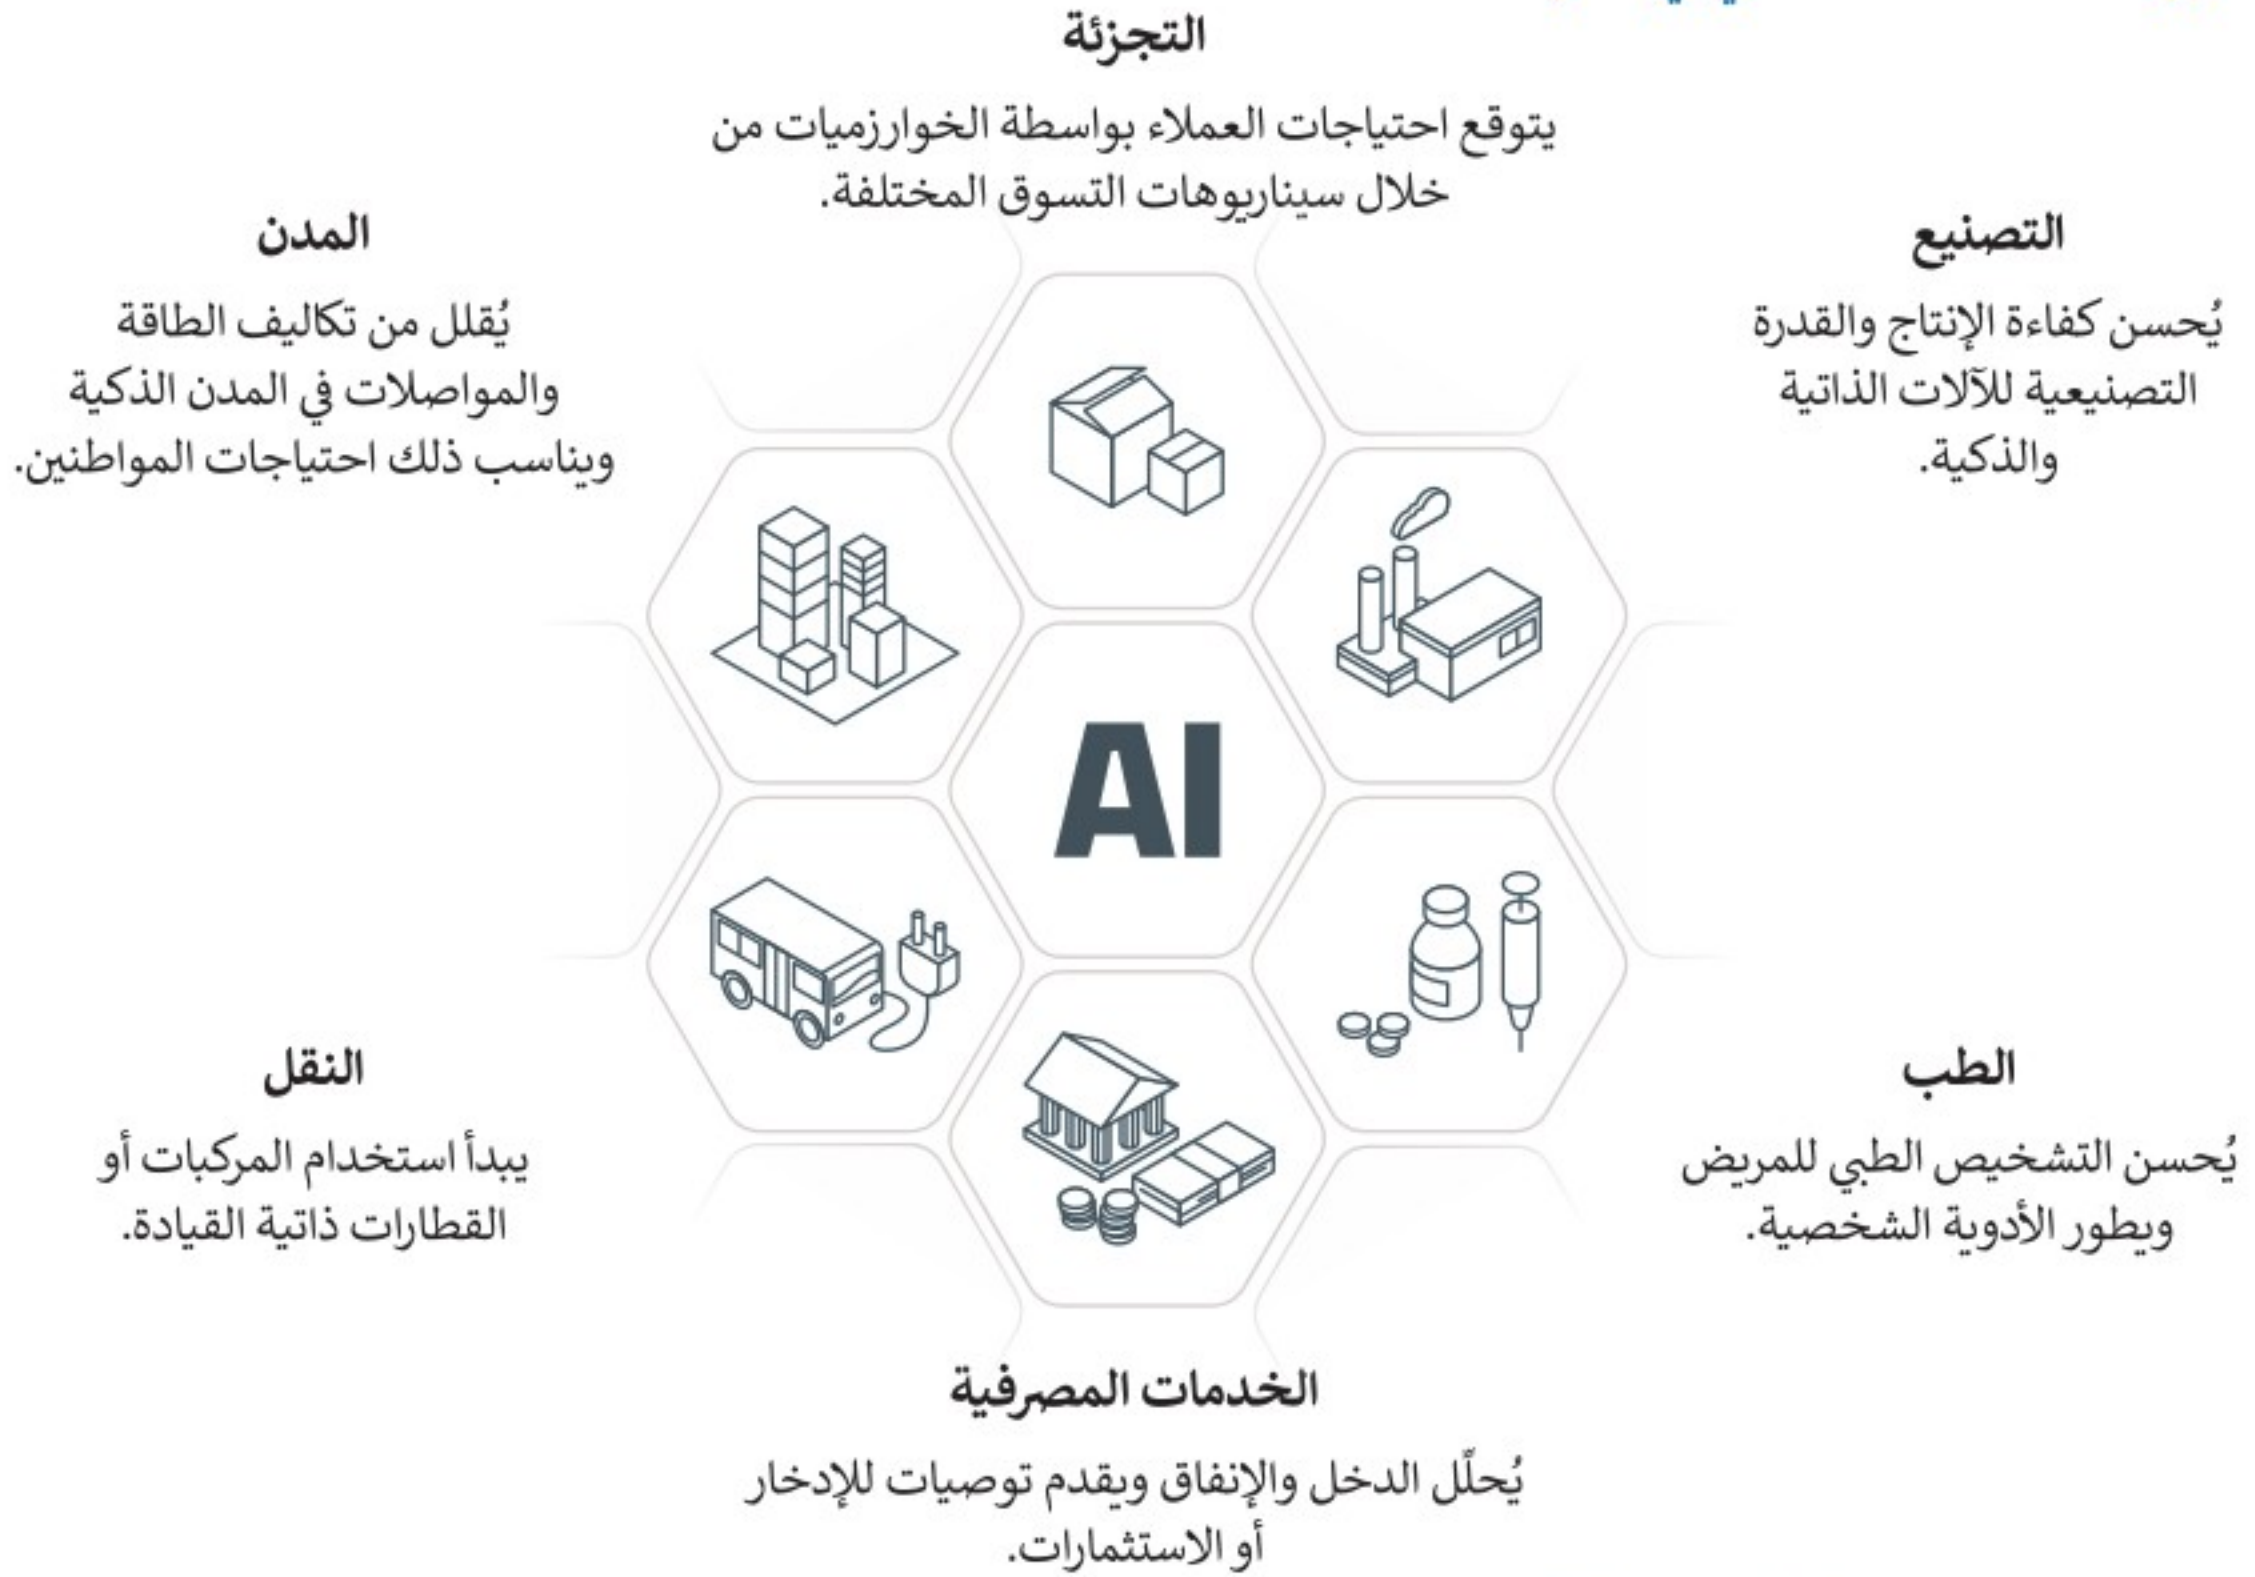 التجزئة
يتوقع احتياجات العملاء بواسطة الخوارزميات من
خلال سيناريوهات التسوق المختلفة.
التصنيع
يُحسن كفاءة الإنتاج والقدرة
التصنيعية للآلات الذاتية
والذكية.
المدن
يُقلل من تكاليف الطاقة
والمواصلات في المدن الذكية
ويناسب ذلك احتياجات المواطنين.
AI
الطب
يُحسن التشخيص الطبي للمريض
ويطور الأدوية الشخصية.
النقل
يبدأ استخدام المركبات أو
القطارات ذاتية القيادة.
الخدمات المصرفية
يُحلّل الدخل والإنفاق ويقدم توصيات للإدخار
أو الاستثمارات.